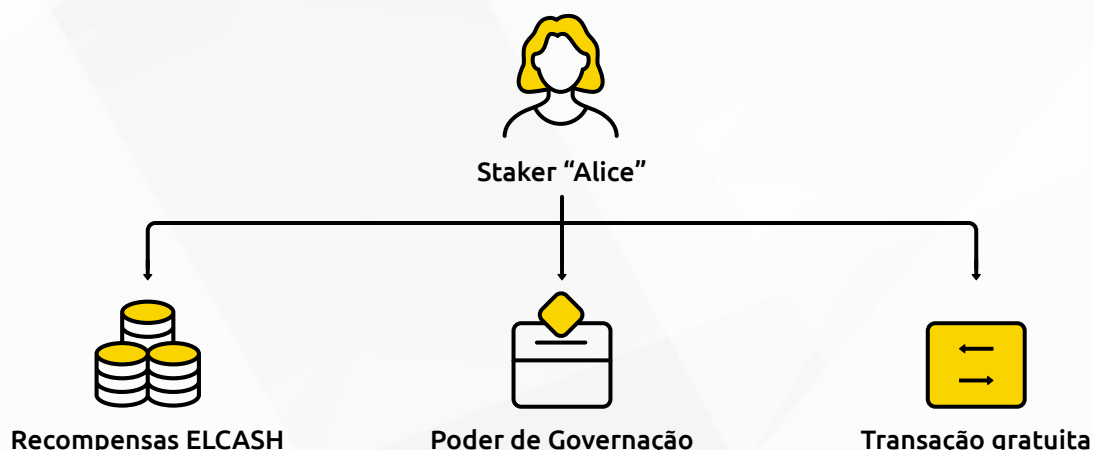 Staker “Alice”
Recompensas ELCASH
Poder de Governação
Transação gratuita